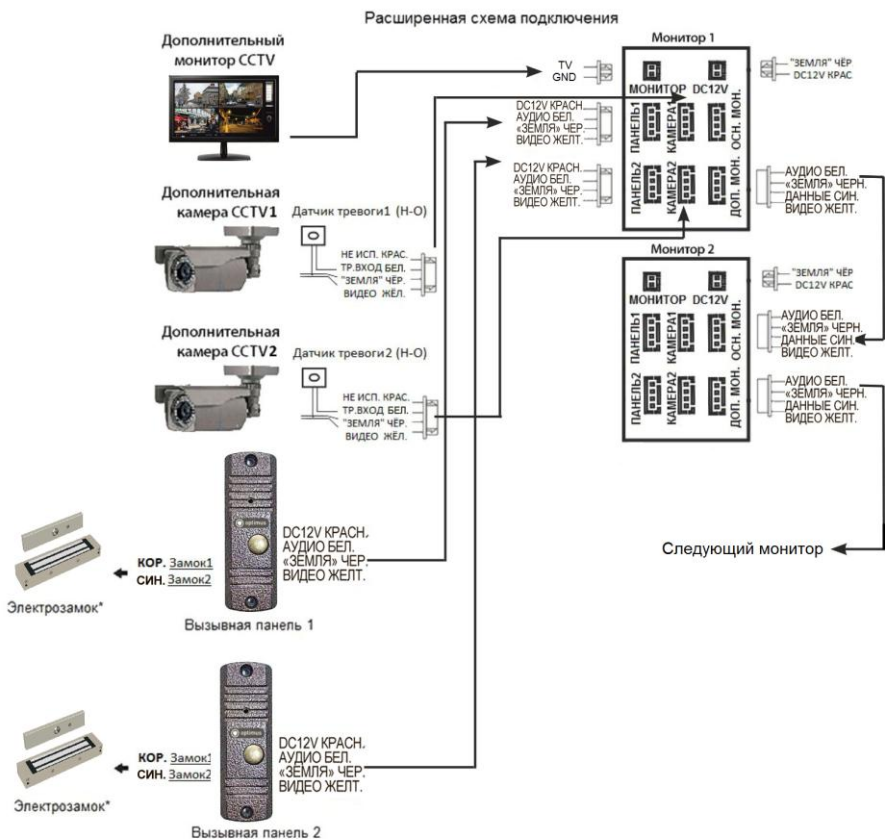 Расширенная схема подключения
Дополнительный
монитор CCTV
TV
GND
Монитор 1
МОНИТОР DC12V
ПАНЕЛЬ1
КАМЕРА1
ОСН. МОН.
ПАНЕЛЬ2
КАМЕРА2
ДОП. МОН.
"ЗЕМЛЯ" ЧЁР
DC12V КРАС
DC12V КРАСН.
АУДИО БЕЛ.
«ЗЕМЛЯ» ЧЕР.
ВИДЕО ЖЕЛТ.
DC12V КРАСН.
АУДИО БЕЛ.
«ЗЕМЛЯ» ЧЕР.
ВИДЕО ЖЕЛТ.
АУДИО БЕЛ.
«ЗЕМЛЯ» ЧЕРН.
ДАННЫЕ СИН.
ВИДЕО ЖЕЛТ.
Дополнительная
камера CCTV1
Датчик тревоги1 (Н-О)
НЕ ИСП. КРАС.
ТР.ВХОД БЕЛ.
"ЗЕМЛЯ" ЧЁР.
ВИДЕО ЖЁЛ.
Монитор 2
МОНИТОР DC12V
ПАНЕЛЬ1
КАМЕРА1
ОСН. МОН.
ПАНЕЛЬ2
КАМЕРА2
ДОП. МОН.
"ЗЕМЛЯ" ЧЁР
DC12V КРАС
АУДИО БЕЛ.
«ЗЕМЛЯ» ЧЕРН.
ДАННЫЕ СИН.
ВИДЕО ЖЕЛТ.
АУДИО БЕЛ.
«ЗЕМЛЯ» ЧЕРН.
ДАННЫЕ СИН.
ВИДЕО ЖЕЛТ.
Дополнительная
камера CCTV2
Датчик тревоги2 (Н-О)
НЕ ИСП. КРАС.
ТР.ВХОД БЕЛ.
"ЗЕМЛЯ" ЧЁР.
ВИДЕО ЖЁЛ.
optimus
DC12V КРАСН.
АУДИО БЕЛ.
«ЗЕМЛЯ» ЧЕР.
ВИДЕО ЖЕЛТ.
КОР. Замок1
СИН. Замок2
Электрозамок*
Вызывная панель 1
Следующий монитор
optimus
DC12V КРАСН.
АУДИО БЕЛ.
«ЗЕМЛЯ» ЧЕР.
ВИДЕО ЖЕЛТ.
КОР. Замок1
СИН. Замок2
Электрозамок*
Вызывная панель 2